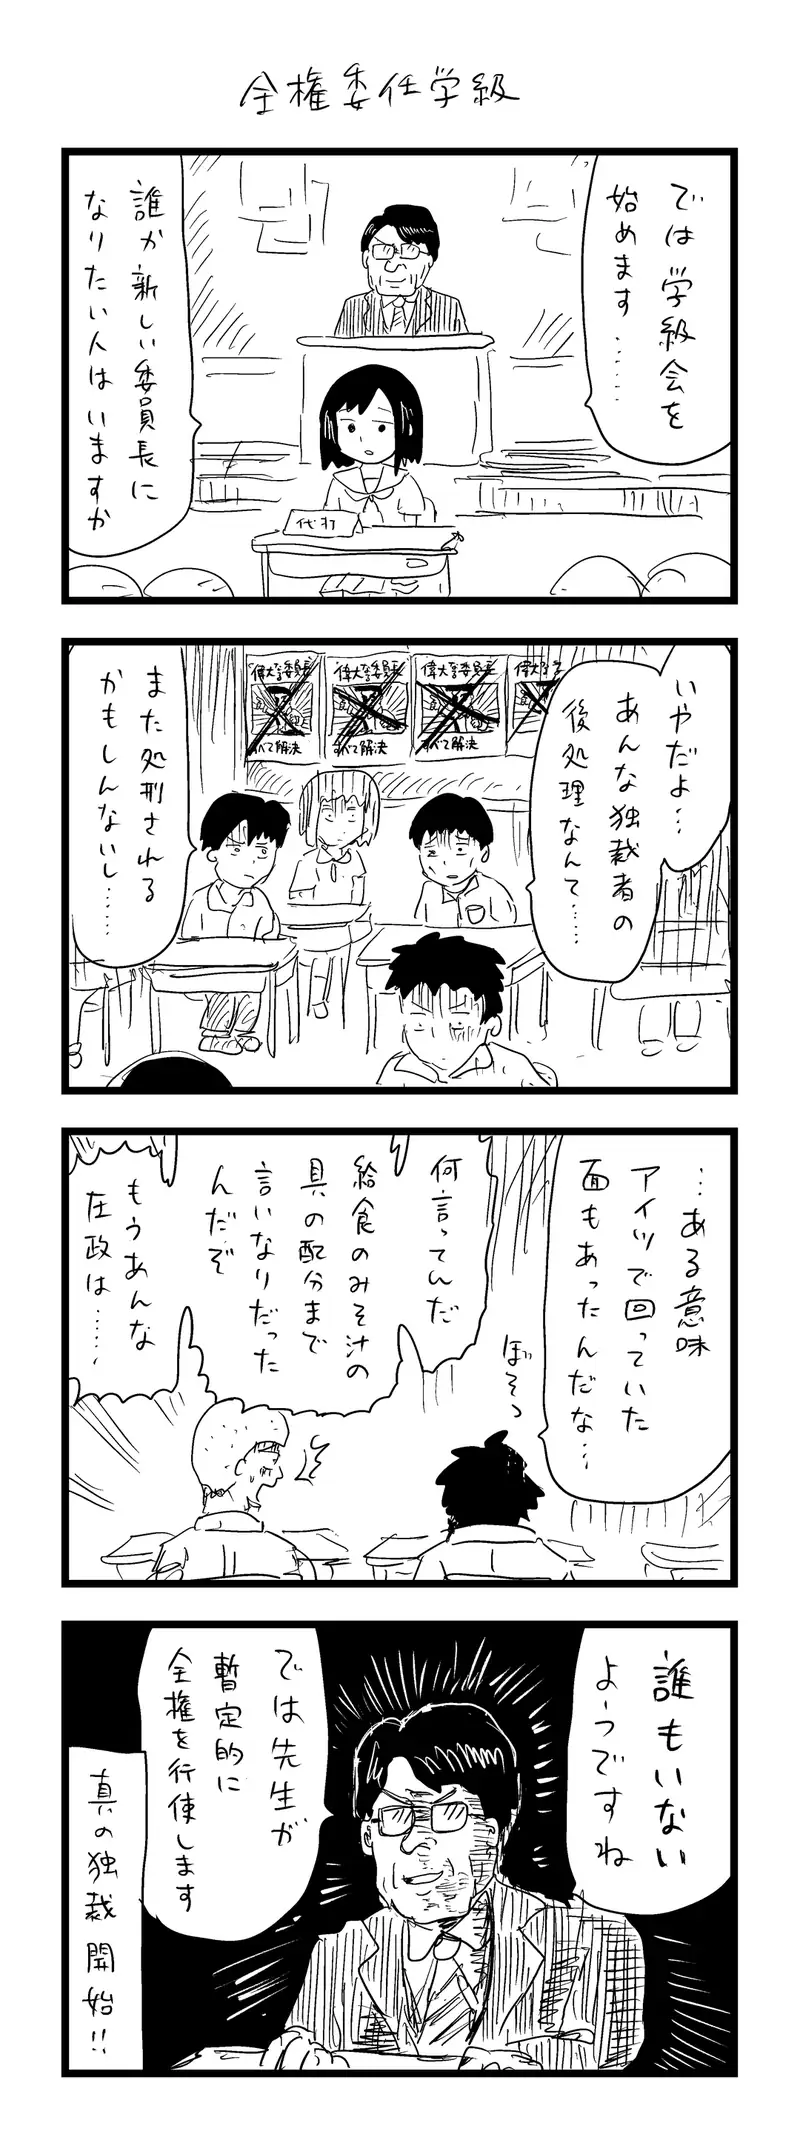 全権委任学級
では学級会を
始めます……
誰か新しい委員長に
なりたい人はいますか
代打
いやだよ…
あんな独裁者の
後処理なんて……
また処刑される
かもしんないし……
偉大な委員長
すべて解決
偉大な委員長
すべて解決
偉大な委員長
すべて解決
偉大な委
…ある意味
アイツで回っていた
面もあったんだな…
ぼそっ
何言ってんだ
給食のみそ汁の
具の配分まで
言いなりだった
んだぞ
もうあんな
圧政は……
誰もいない
ようですね
では先生が
暫定的に
全権を行使します
真の独裁開始!!